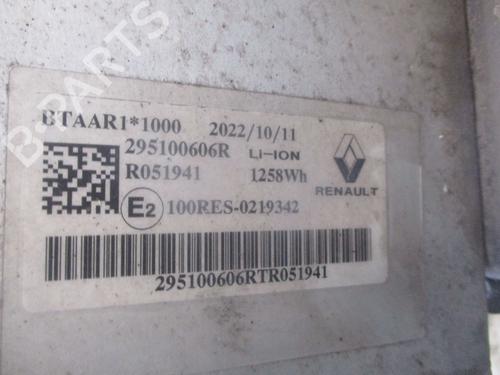 B-PARTS
BTAAR1*1000 2022/10/11
295100606R LI-ION
R051941 1258Wh
RENAULT
E2 100RES-0219342
295100606RTR051941